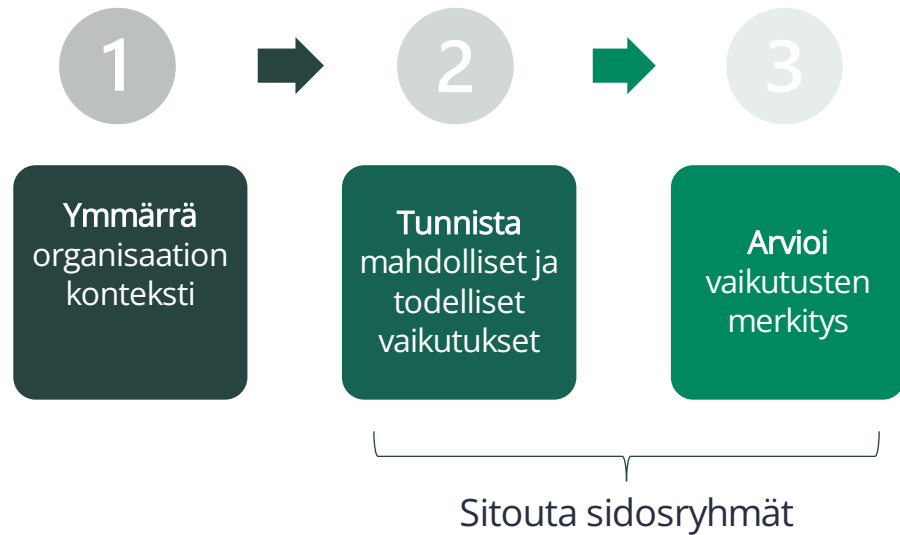 1
2
3
Ymmärrä
organisaation
konteksti
Tunnista
mahdolliset ja
todelliset
vaikutukset
Arvioi
vaikutusten
merkitys
Sitouta sidosryhmät